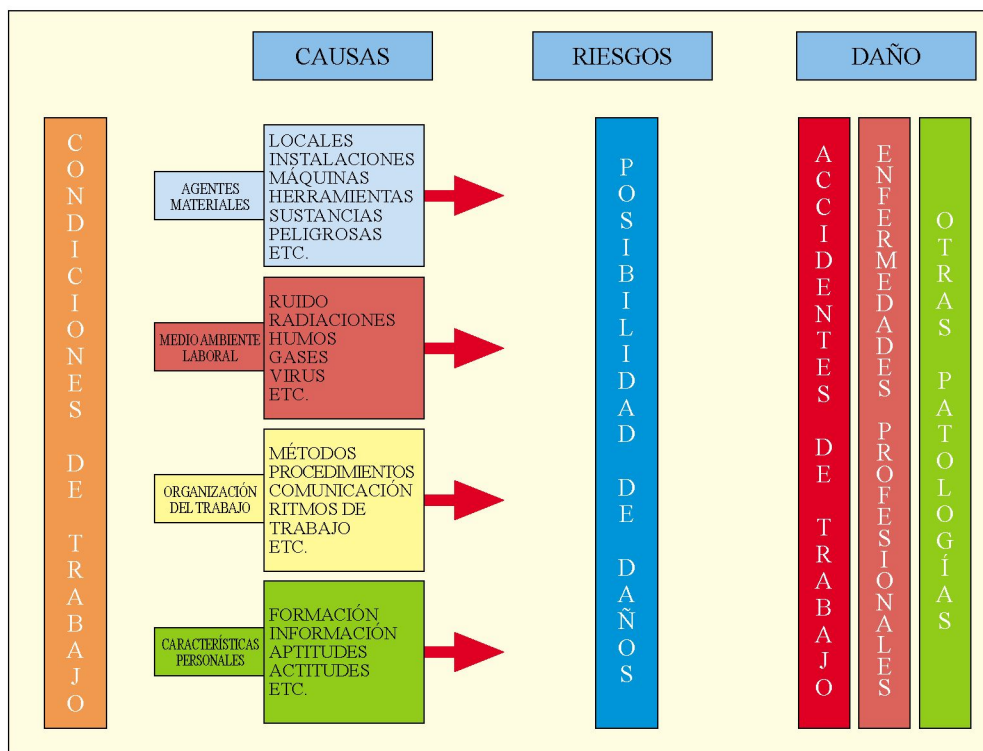 CAUSAS
RIESGOS
DAÑO
CONDICIONES DE TRABAJO
AGENTES
MATERIALES
LOCALES
INSTALACIONES
MÁQUINAS
HERRAMIENTAS
SUSTANCIAS
PELIGROSAS
ETC.
MEDIO AMBIENTE
LABORAL
RUIDO
RADIACIONES
HUMOS
GASES
VIRUS
ETC.
ORGANIZACIÓN
DEL TRABAJO
MÉTODOS
PROCEDIMIENTOS
COMUNICACIÓN
RITMOS DE
TRABAJO
ETC.
CARACTERÍSTICAS
PERSONALES
FORMACIÓN
INFORMACIÓN
APTITUDES
ACTITUDES
ETC.
POSIBILIDAD DE DAÑOS
ACCIDENTES DE TRABAJO
ENFERMEDADES PROFESIONALES
OTRAS PATOLOGÍAS